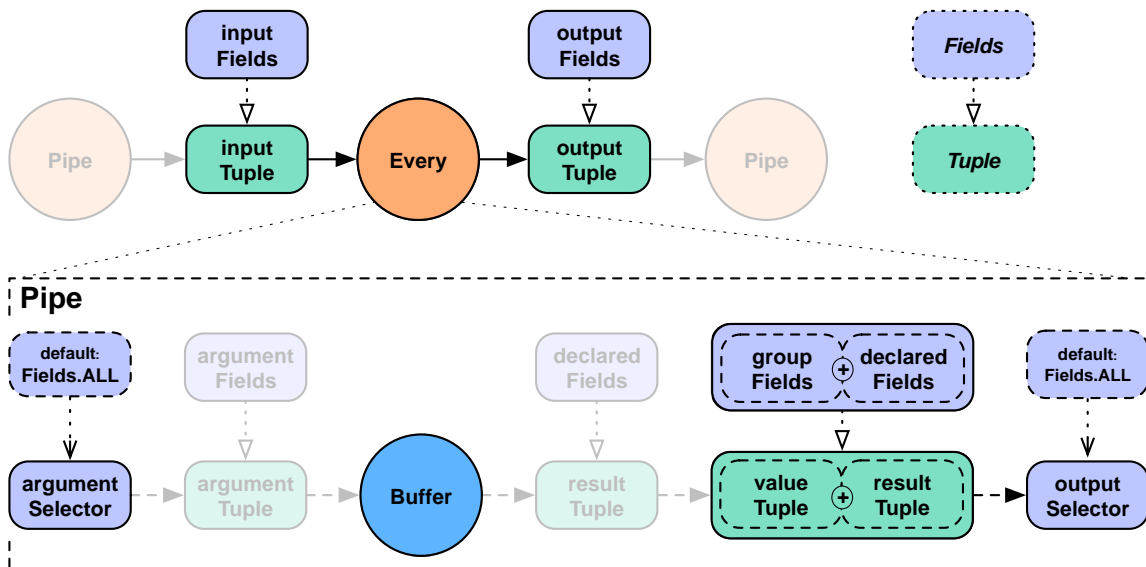 input
Fields
output
Fields
Fields
Pipe
input
Tuple
Every
output
Tuple
Pipe
Tuple
Pipe
default:
Fields.ALL
argument
Fields
declared
Fields
group
Fields
+
declared
Fields
default:
Fields.ALL
argument
Selector
argument
Tuple
Buffer
result
Tuple
value
Tuple
+
result
Tuple
output
Selector